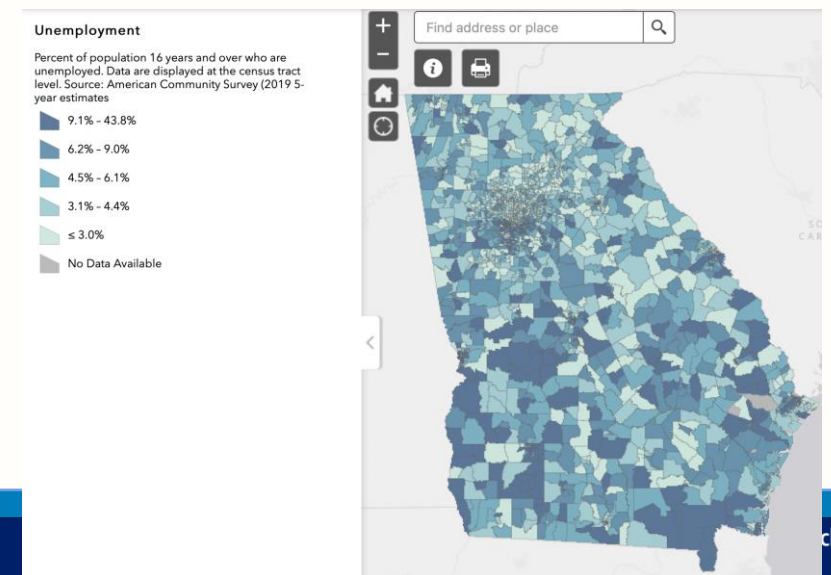 Unemployment
Percent of population 16 years and over who are
unemployed. Data are displayed at the census tract
level. Source: American Community Survey (2019 5-
year estimates
9.1% - 43.8%
6.2% - 9.0%
4.5% - 6.1%
3.1% - 4.4%
≤ 3.0%
No Data Available
+
−
Find address or place
SO
CAR